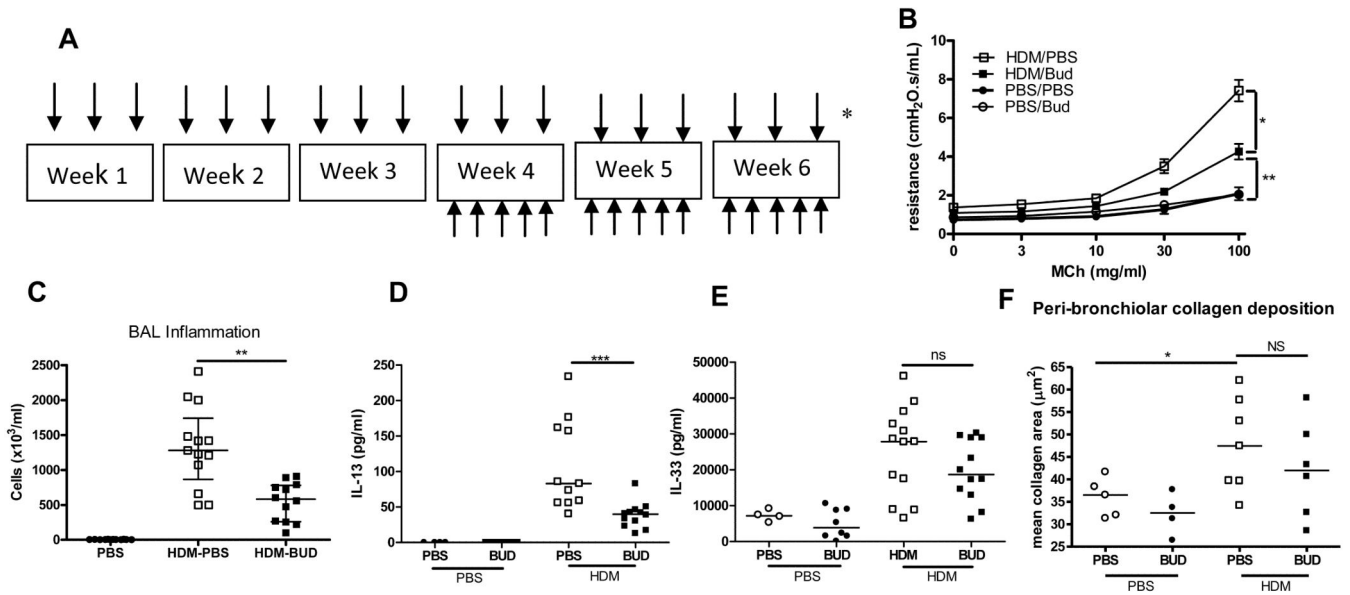 A
Week 1
Week 2
Week 3
Week 4
Week 5
Week 6
*
B
resistance (cmH2O.s/mL)
10
8
6
4
2
0
HDM/PBS
HDM/Bud
PBS/PBS
PBS/Bud
*
**
0 3 10 30 100
MCh (mg/ml)
C
BAL Inflammation
Cells (x10³/ml)
2500
2000
1500
1000
500
0
**
PBS HDM-PBS HDM-BUD
D
IL-13 (pg/ml)
250
200
150
100
50
0
***
PBS BUD PBS BUD
PBS HDM
E
IL-33 (pg/ml)
50000
40000
30000
20000
10000
0
ns
PBS BUD HDM BUD
PBS HDM
F
Peri-bronchiolar collagen deposition
mean collagen area (µm²)
65
60
55
50
45
40
35
30
25
* NS
PBS BUD PBS BUD
PBS HDM